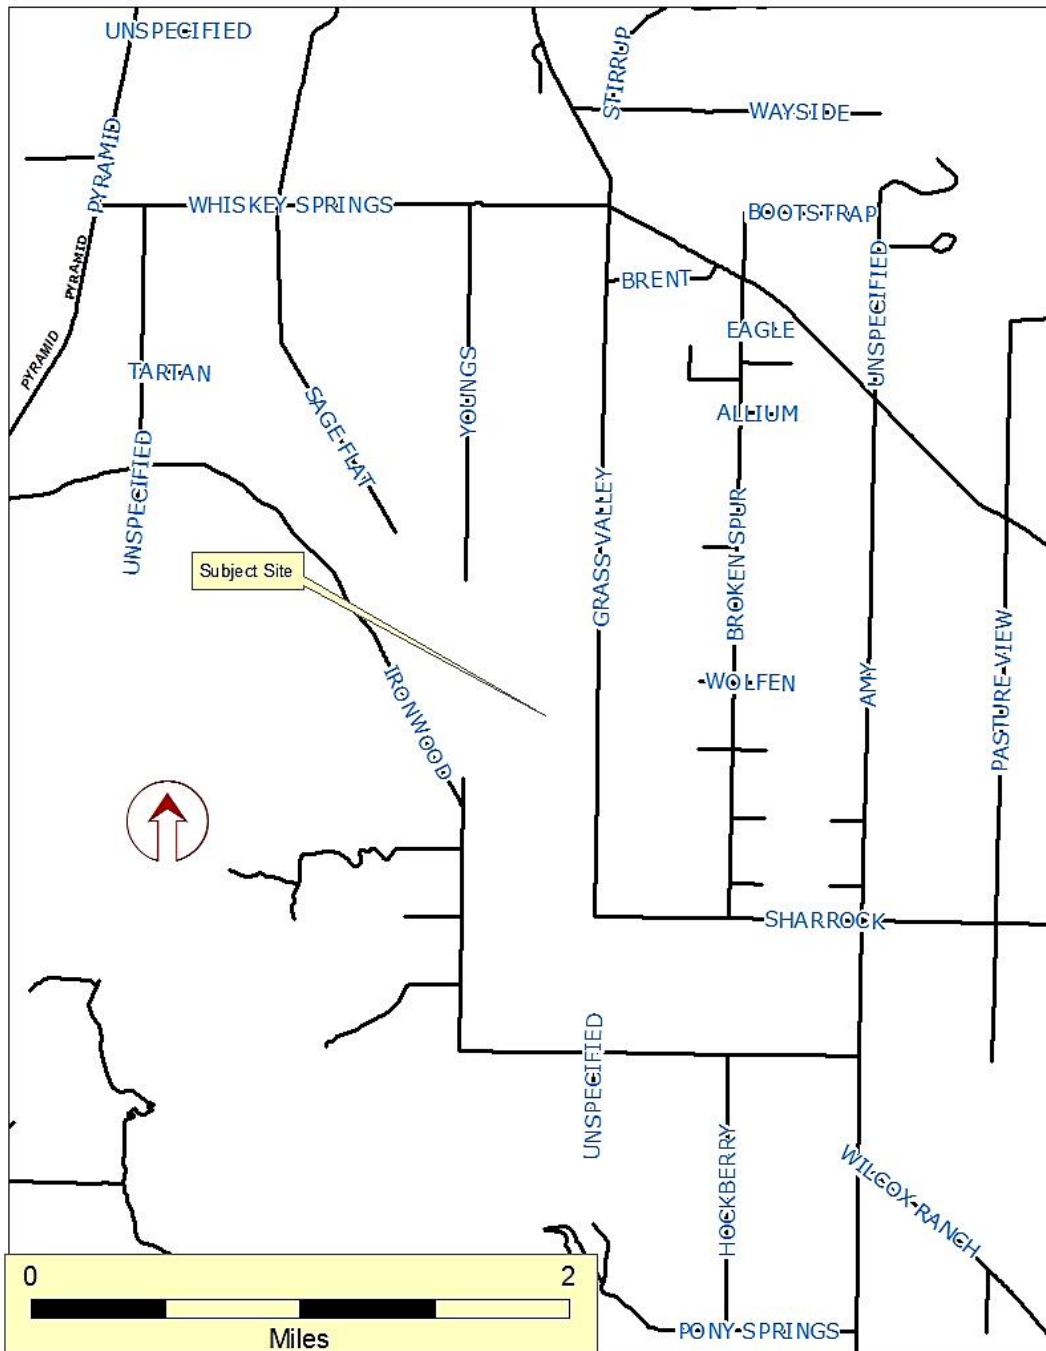 UNSPECIFIED
STIRRUP
WAYSIDE
PYRAMID
WHISKEY SPRINGS
BOOTSTRAP
PYRAMID
BRENT
UNSPECIFIED
PYRAMID
EAGLE
TARTAN
YOUNGS
SAGE FLAT
ALLIUM
UNSPECIFIED
GRASS VALLEY
BROKEN SPUR
Subject Site
WOLFEN
AMY
PASTURE VIEW
IRONWOOD
SHARROCK
UNSPECIFIED
HOCKBERRY
WILCOX RANCH
0 2
Miles
PONY SPRINGS